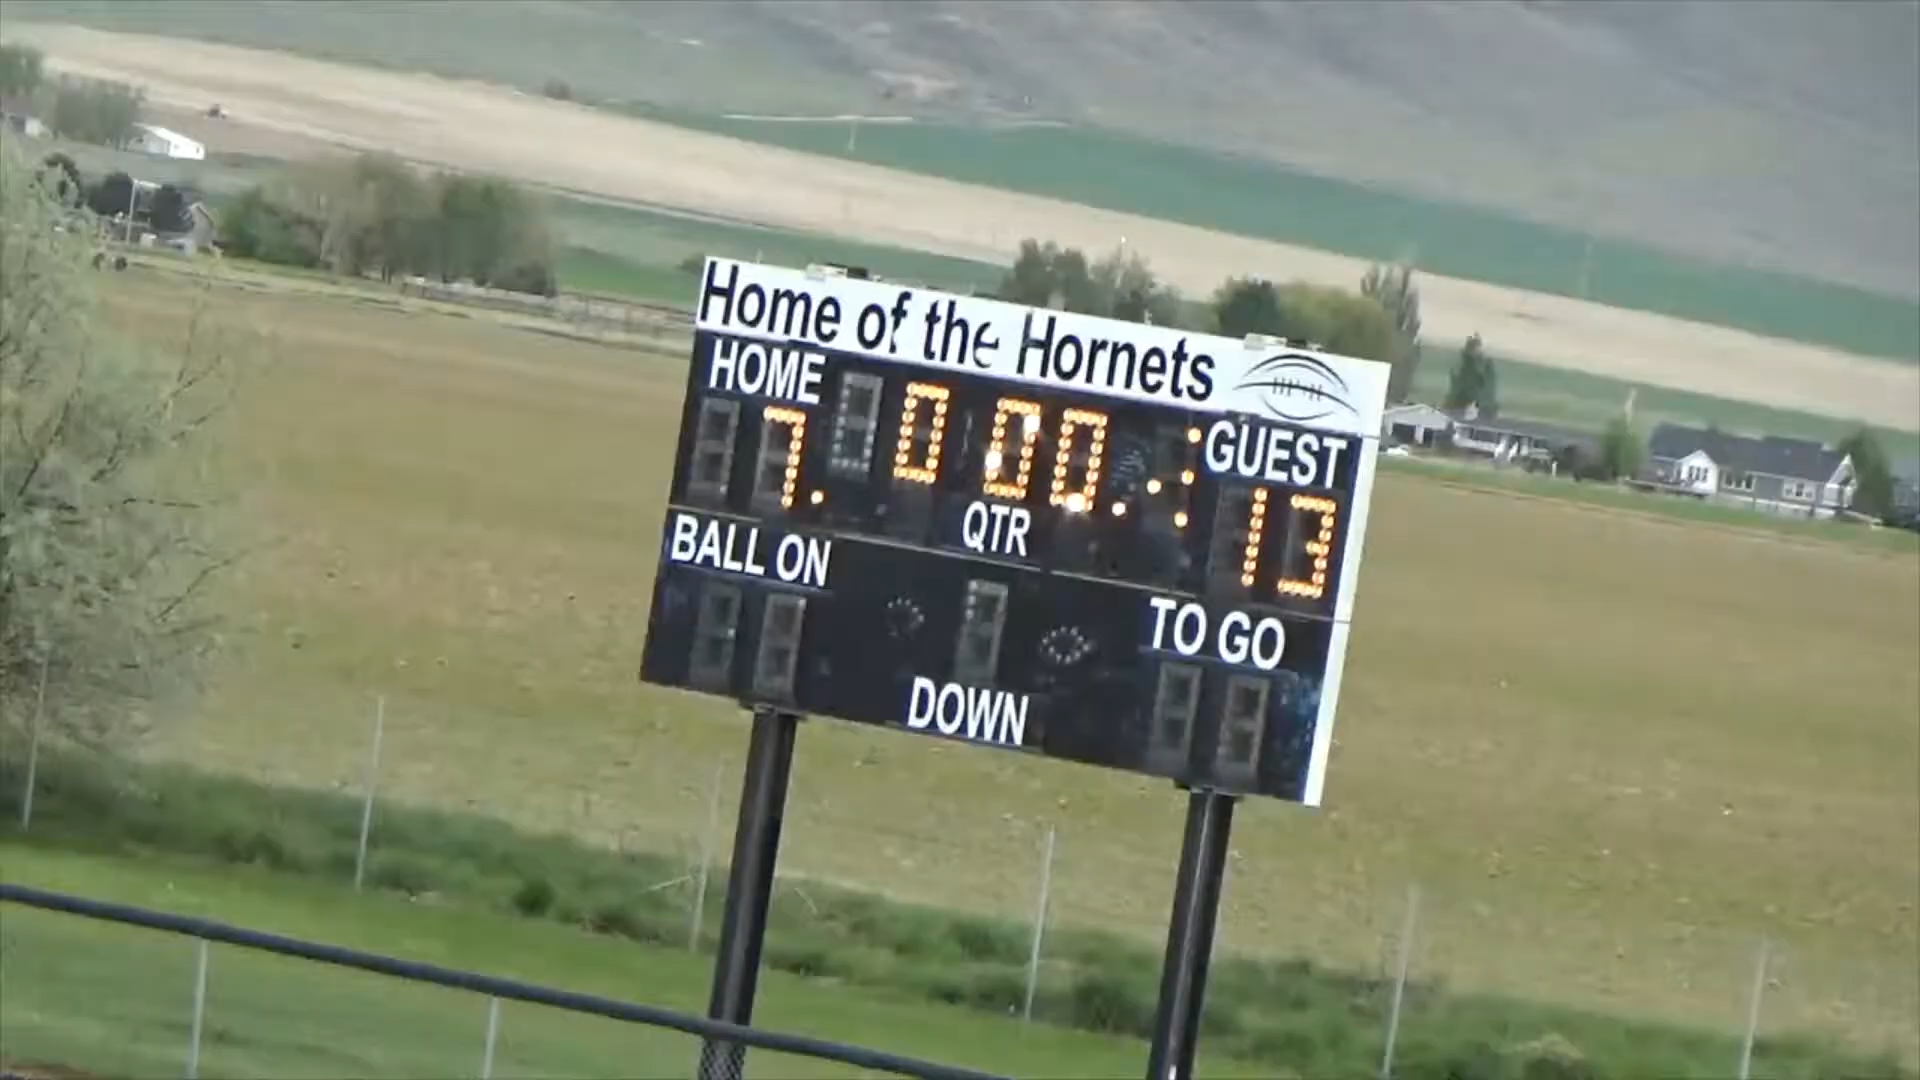 Home of the Hornets
HOME
7.
0 00.
GUEST
13
QTR
BALL ON
TO GO
DOWN